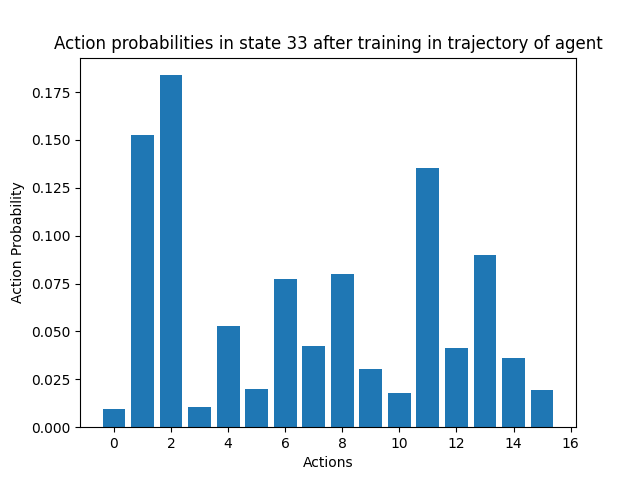 Action probabilities in state 33 after training in trajectory of agent
0.175
0.150
0.125
0.100
0.075
0.050
0.025
0.000
Action Probability
0 2 4 6 8 10 12 14 16
Actions